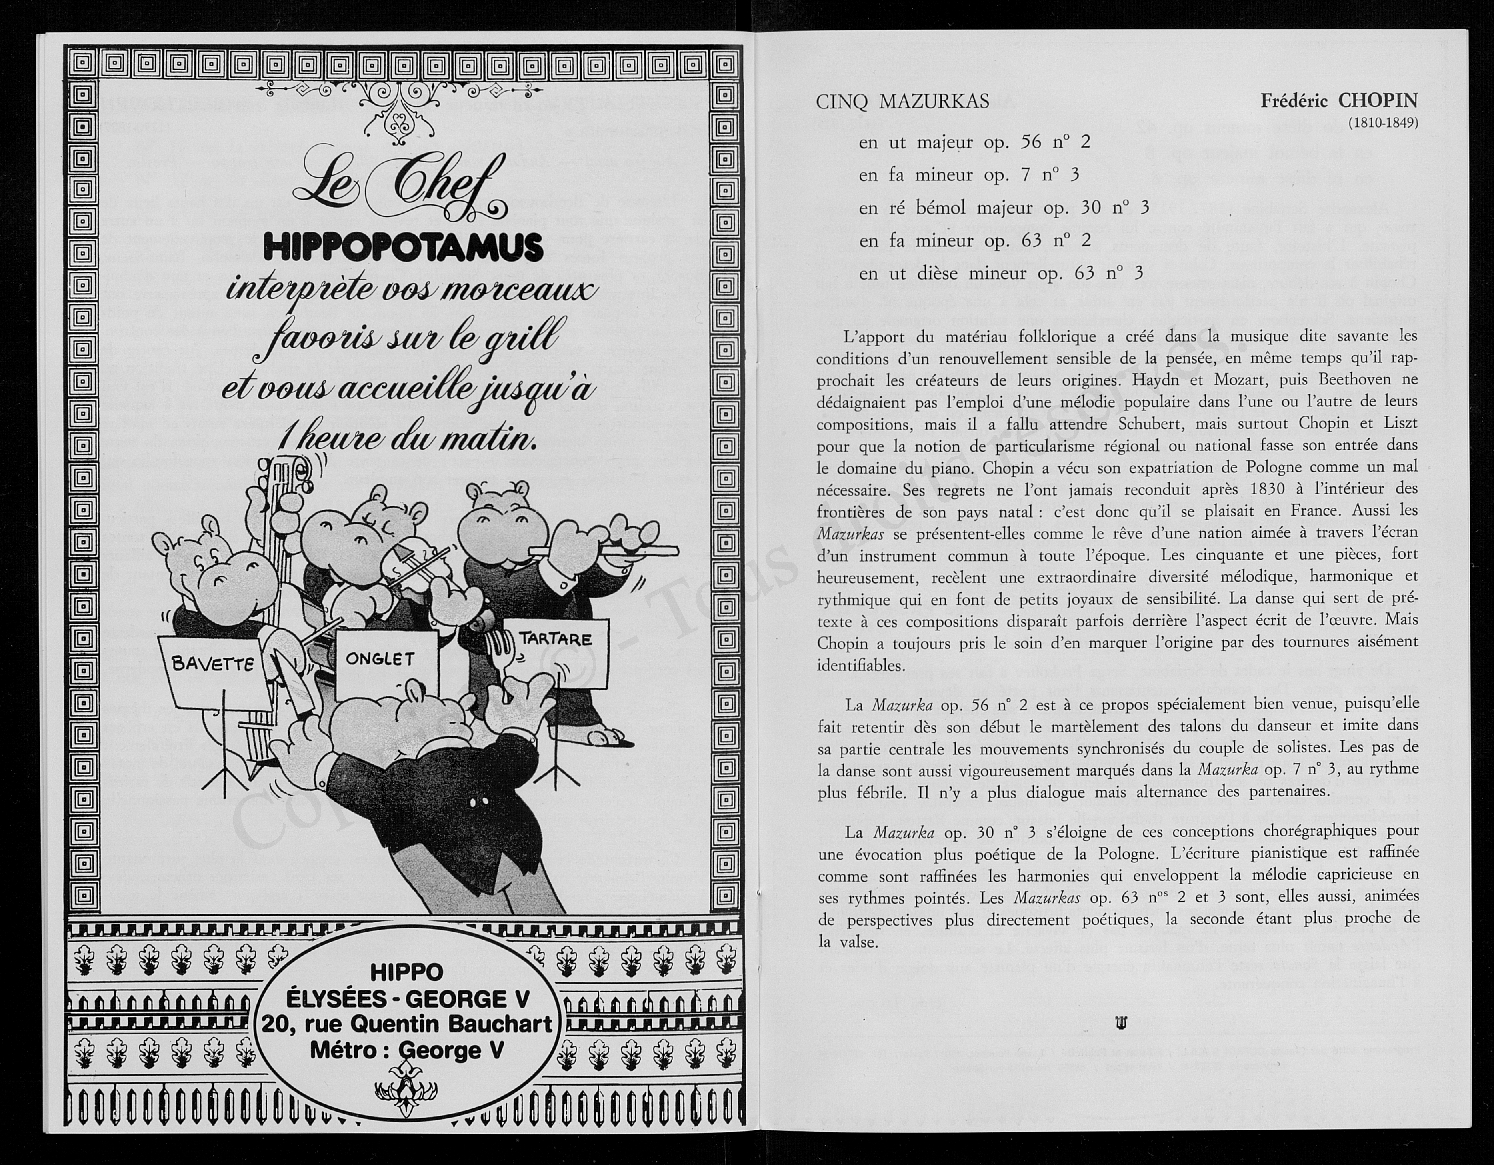 Le Chef
HIPPOPOTAMUS
interprète vos morceaux
favoris sur le grill
et vous accueille jusqu'à
1 heure du matin.
BAVETTE
ONGLET
TARTARE
HIPPO
ÉLYSÉES - GEORGE V
20, rue Quentin Bauchart
Métro : George V
CINQ MAZURKAS
Frédéric CHOPIN
(1810-1849)
en ut majeur op. 56 n° 2
en fa mineur op. 7 n° 3
en ré bémol majeur op. 30 n° 3
en fa mineur op. 63 n° 2
en ut dièse mineur op. 63 n° 3
L'apport du matériau folklorique a créé dans la musique dite savante les
conditions d'un renouvellement sensible de la pensée, en même temps qu'il rap-
prochait les créateurs de leurs origines. Haydn et Mozart, puis Beethoven ne
dédaignaient pas l'emploi d'une mélodie populaire dans l'une ou l'autre de leurs
compositions, mais il a fallu attendre Schubert, mais surtout Chopin et Liszt
pour que la notion de particularisme régional ou national fasse son entrée dans
le domaine du piano. Chopin a vécu son expatriation de Pologne comme un mal
nécessaire. Ses regrets ne l'ont jamais reconduit après 1830 à l'intérieur des
frontières de son pays natal : c'est donc qu'il se plaisait en France. Aussi les
Mazurkas se présentent-elles comme le rêve d'une nation aimée à travers l'écran
d'un instrument commun à toute l'époque. Les cinquante et une pièces, fort
heureusement, recèlent une extraordinaire diversité mélodique, harmonique et
rythmique qui en font de petits joyaux de sensibilité. La danse qui sert de pré-
texte à ces compositions disparaît parfois derrière l'aspect écrit de l'œuvre. Mais
Chopin a toujours pris le soin d'en marquer l'origine par des tournures aisément
identifiables.
La Mazurka op. 56 n° 2 est à ce propos spécialement bien venue, puisqu'elle
fait retentir dès son début le martèlement des talons du danseur et imite dans
sa partie centrale les mouvements synchronisés du couple de solistes. Les pas de
la danse sont aussi vigoureusement marqués dans la Mazurka op. 7 n° 3, au rythme
plus fébrile. Il n'y a plus dialogue mais alternance des partenaires.
La Mazurka op. 30 n° 3 s'éloigne de ces conceptions chorégraphiques pour
une évocation plus poétique de la Pologne. L'écriture pianistique est raffinée
comme sont raffinées les harmonies qui enveloppent la mélodie capricieuse en
ses rythmes pointés. Les Mazurkas op. 63 nos 2 et 3 sont, elles aussi, animées
de perspectives plus directement poétiques, la seconde étant plus proche de
la valse.